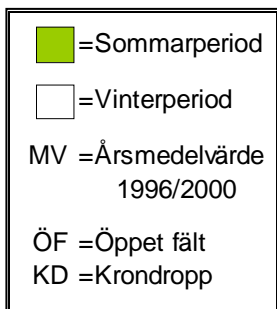 =Sommarperiod
=Vinterperiod
MV =Årsmedelvärde
1996/2000
ÖF =Öppet fält
KD =Krondropp